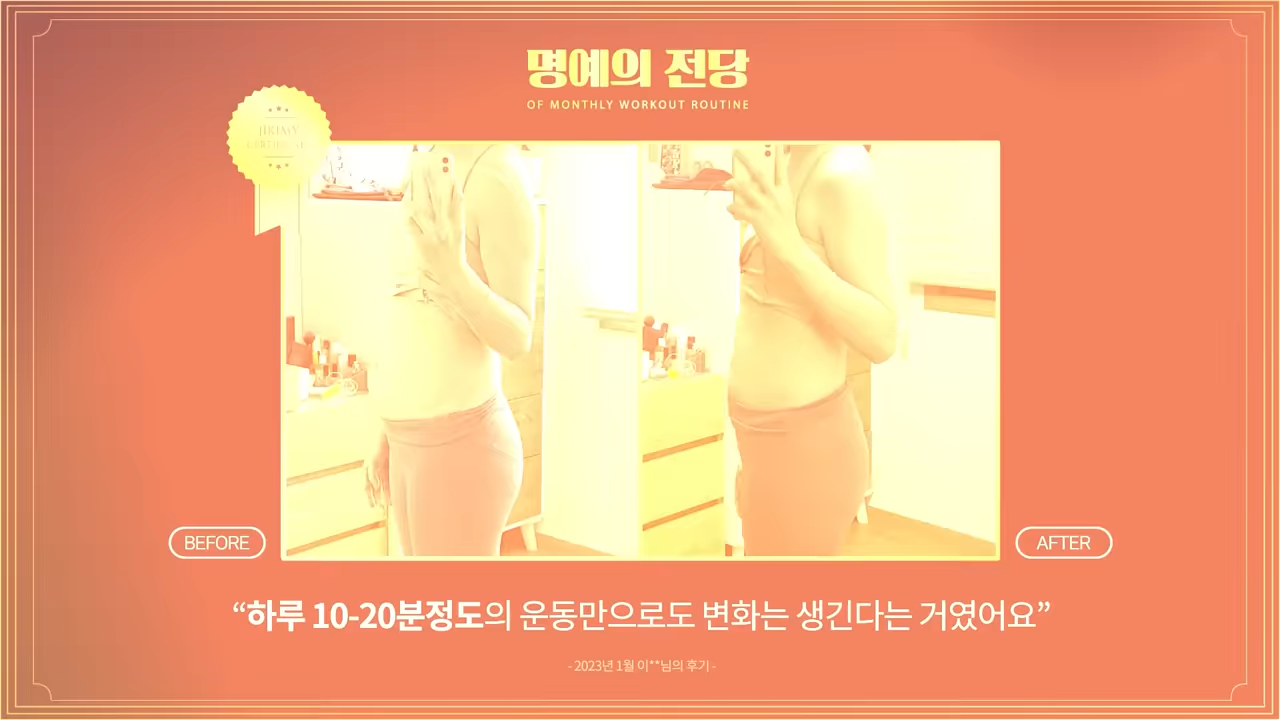 명예의 전당
OF MONTHLY WORKOUT ROUTINE
JIRIMY
BEFORE
AFTER
“하루 10-20분정도의 운동만으로도 변화는 생긴다는 거였어요”
- 2023년 1월 이**님의 후기 -